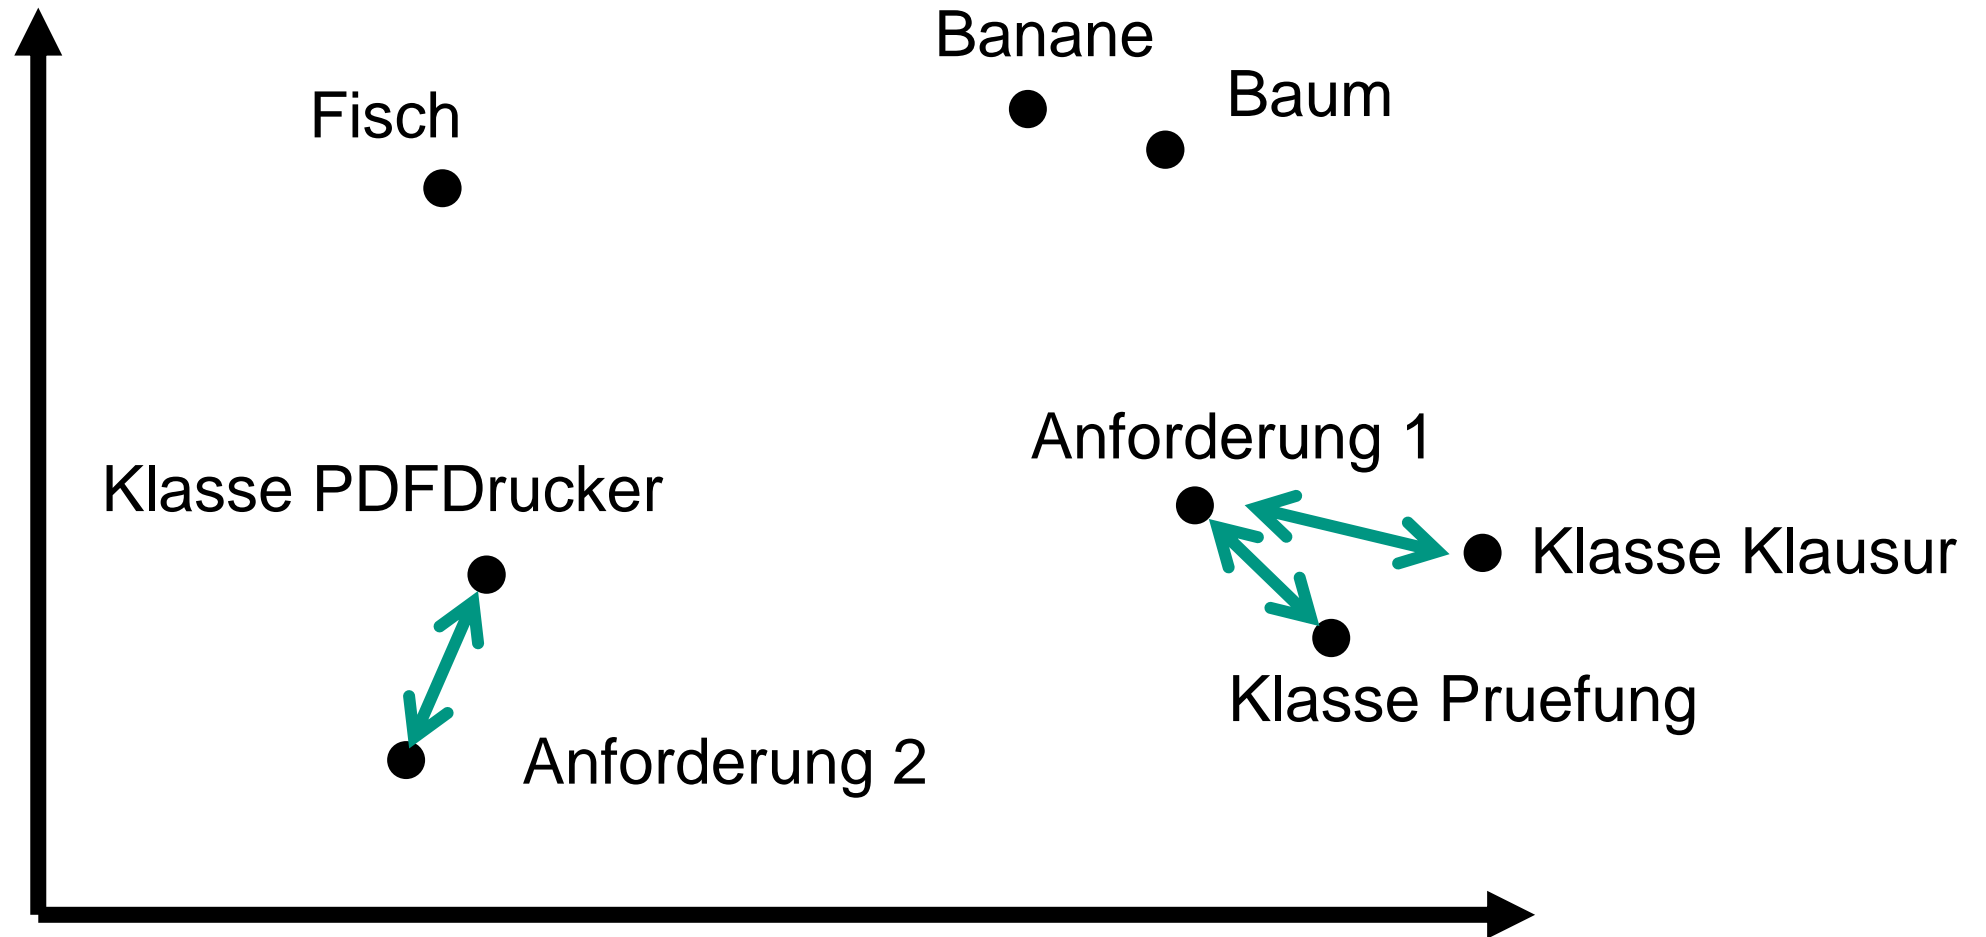 Banane
Baum
Fisch
Anforderung 1
Klasse PDFDrucker
Klasse Klausur
Klasse Pruefung
Anforderung 2